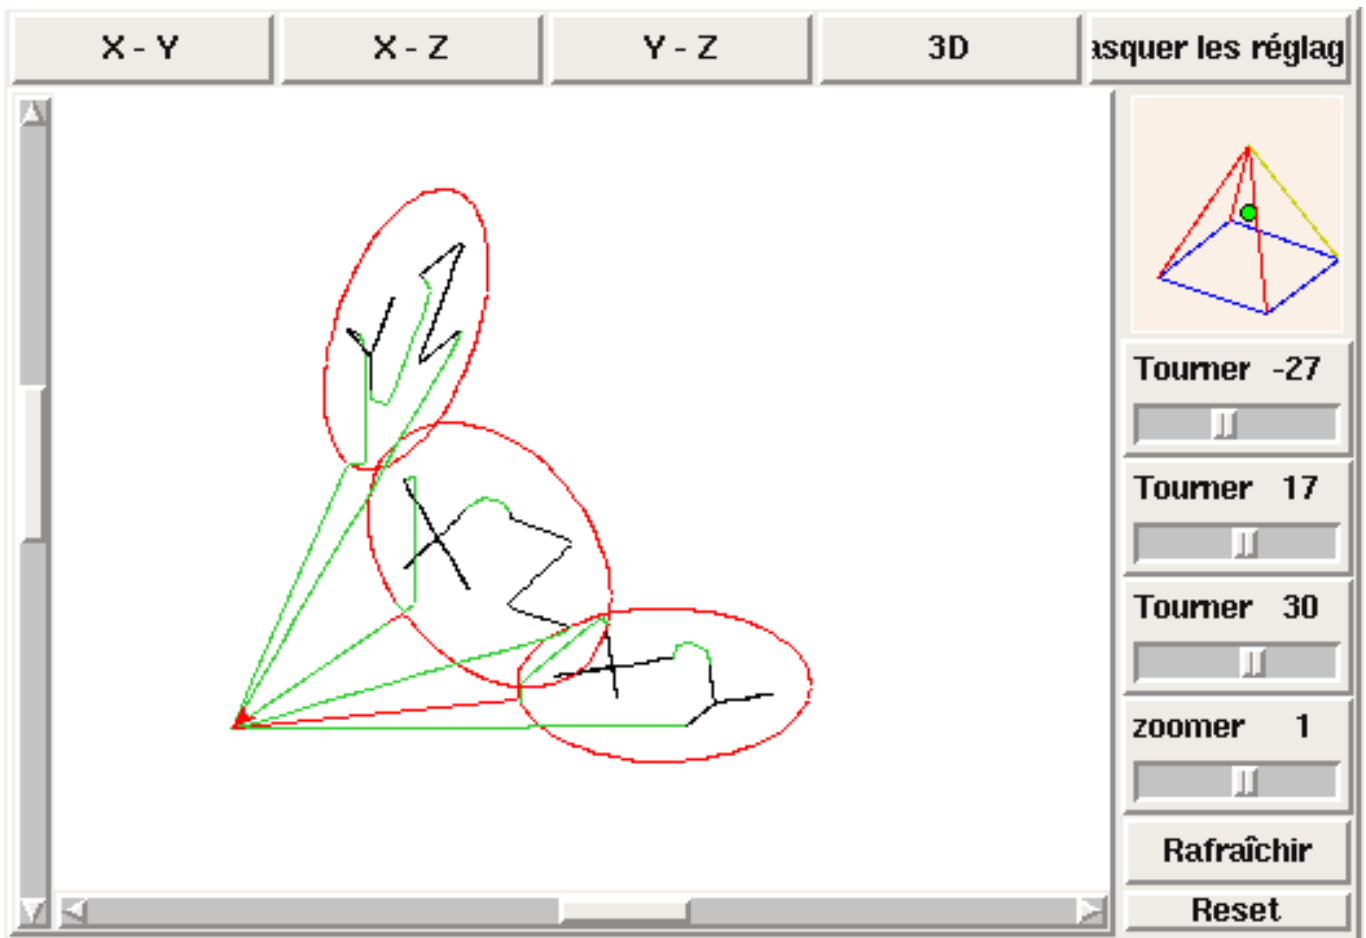 X - Y
X - Z
Y - Z
3D
asquer les réglag
Y Z
X Z
X Y
Tourner -27
Tourner 17
Tourner 30
zoomer 1
Rafraîchir
Reset